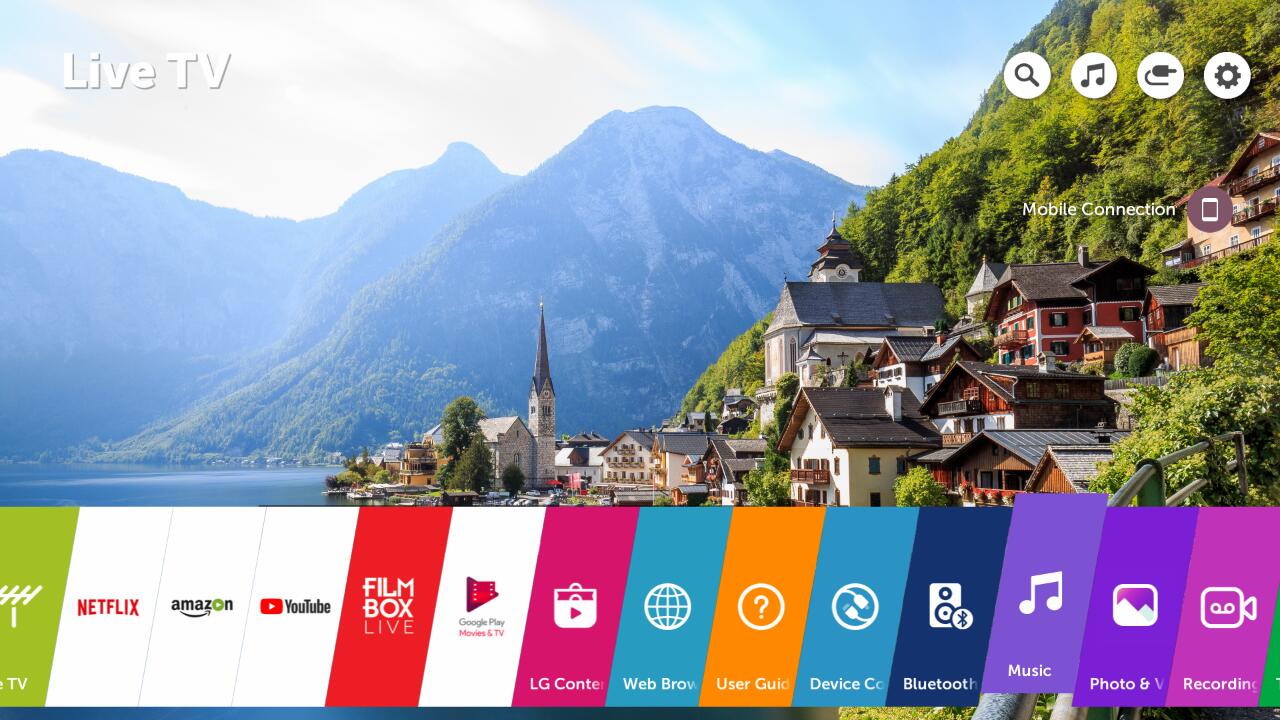 Live TV
Mobile Connection
e TV
NETFLIX
amazon
YouTube
FILM
BOX
LIVE
Google Play
Movies & TV
LG Conte
Web Brow
User Guid
Device Co
Bluetooth
Music
Photo & V
Recording